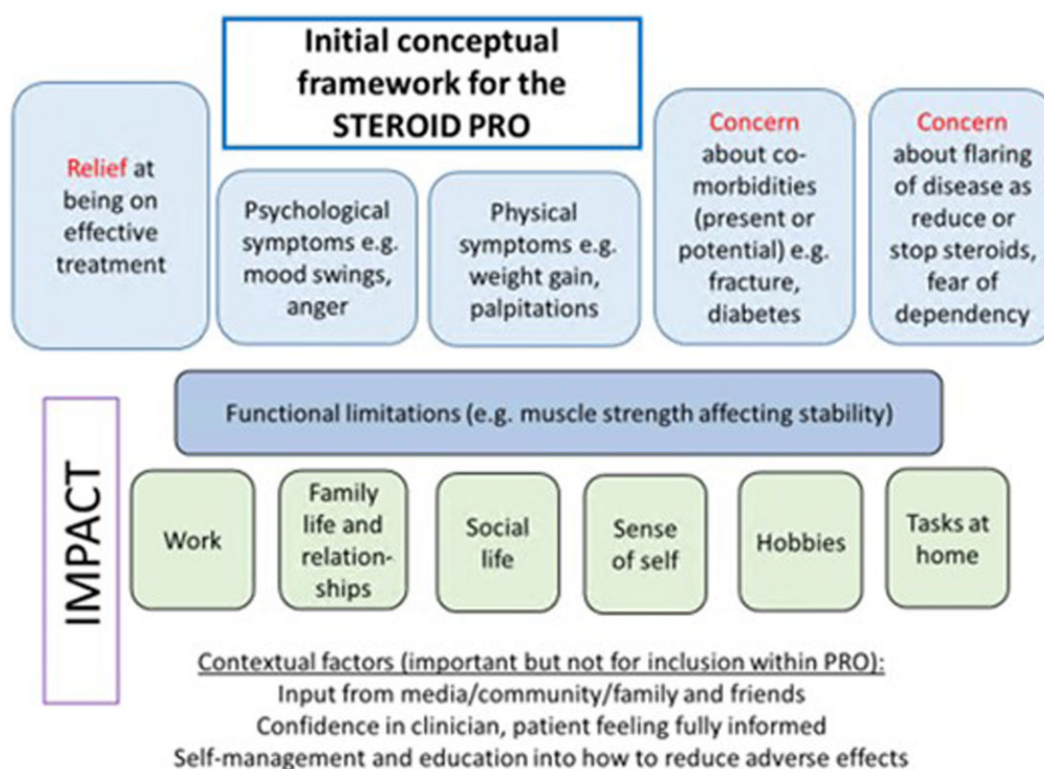 Initial conceptual
framework for the
STEROID PRO
Relief at
being on
effective
treatment
Psychological
symptoms e.g.
mood swings,
anger
Physical
symptoms e.g.
weight gain,
palpitations
Concern
about co-
morbidities
(present or
potential) e.g.
fracture,
diabetes
Concern
about flaring
of disease as
reduce or
stop steroids,
fear of
dependency
Functional limitations (e.g. muscle strength affecting stability)
IMPACT
Work
Family
life and
relation-
ships
Social
life
Sense
of self
Hobbies
Tasks at
home
Contextual factors (important but not for inclusion within PRO):
Input from media/community/family and friends
Confidence in clinician, patient feeling fully informed
Self-management and education into how to reduce adverse effects